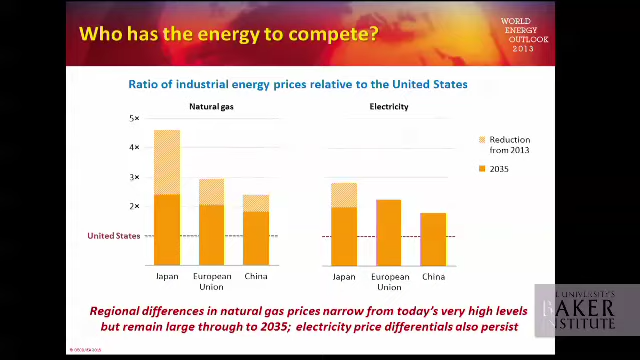 Who has the energy to compete?
WORLD
ENERGY
OUTLOOK
2013
Ratio of industrial energy prices relative to the United States
Natural gas
Electricity
5×
4×
3×
2×
United States
Reduction
from 2013
2035
Japan
European
Union
China
Japan
European
Union
China
Regional differences in natural gas prices narrow from today's very high levels
but remain large through to 2035; electricity price differentials also persist
UNIVERSITY'S
BAKER
INSTITUTE